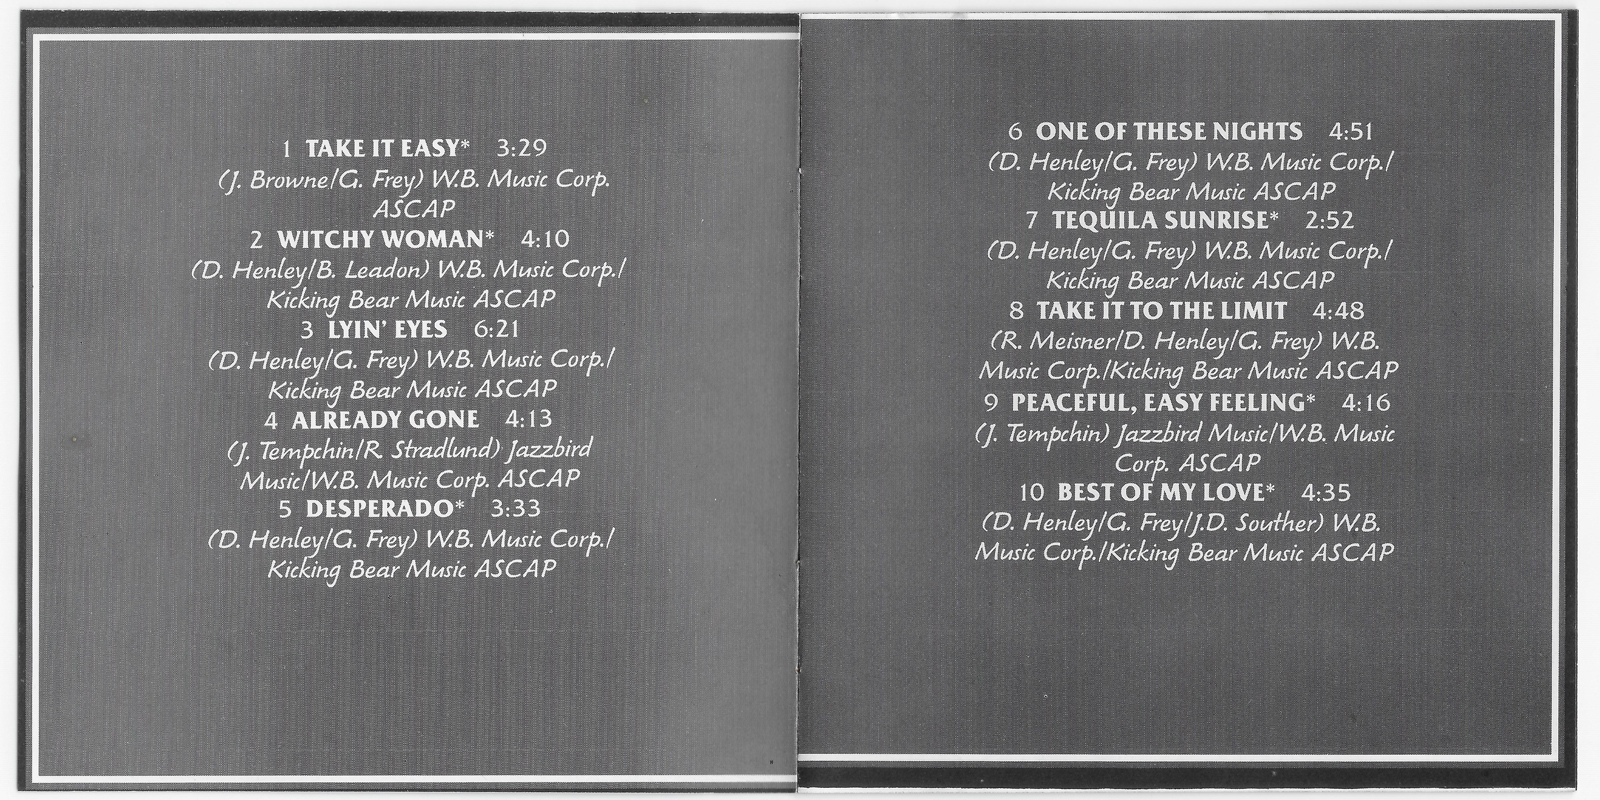 1 TAKE IT EASY* 3:29
(J. Browne/G. Frey) W.B. Music Corp.
ASCAP
2 WITCHY WOMAN* 4:10
(D. Henley/B. Leadon) W.B. Music Corp./
Kicking Bear Music ASCAP
3 LYIN' EYES 6:21
(D. Henley/G. Frey) W.B. Music Corp./
Kicking Bear Music ASCAP
4 ALREADY GONE 4:13
(J. Tempchin/R. Stradlund) Jazzbird
Music/W.B. Music Corp. ASCAP
5 DESPERADO* 3:33
(D. Henley/G. Frey) W.B. Music Corp./
Kicking Bear Music ASCAP
6 ONE OF THESE NIGHTS 4:51
(D. Henley/G. Frey) W.B. Music Corp./
Kicking Bear Music ASCAP
7 TEQUILA SUNRISE* 2:52
(D. Henley/G. Frey) W.B. Music Corp./
Kicking Bear Music ASCAP
8 TAKE IT TO THE LIMIT 4:48
(R. Meisner/D. Henley/G. Frey) W.B.
Music Corp./Kicking Bear Music ASCAP
9 PEACEFUL, EASY FEELING* 4:16
(J. Tempchin) Jazzbird Music/W.B. Music
Corp. ASCAP
10 BEST OF MY LOVE* 4:35
(D. Henley/G. Frey/J.D. Souther) W.B.
Music Corp./Kicking Bear Music ASCAP